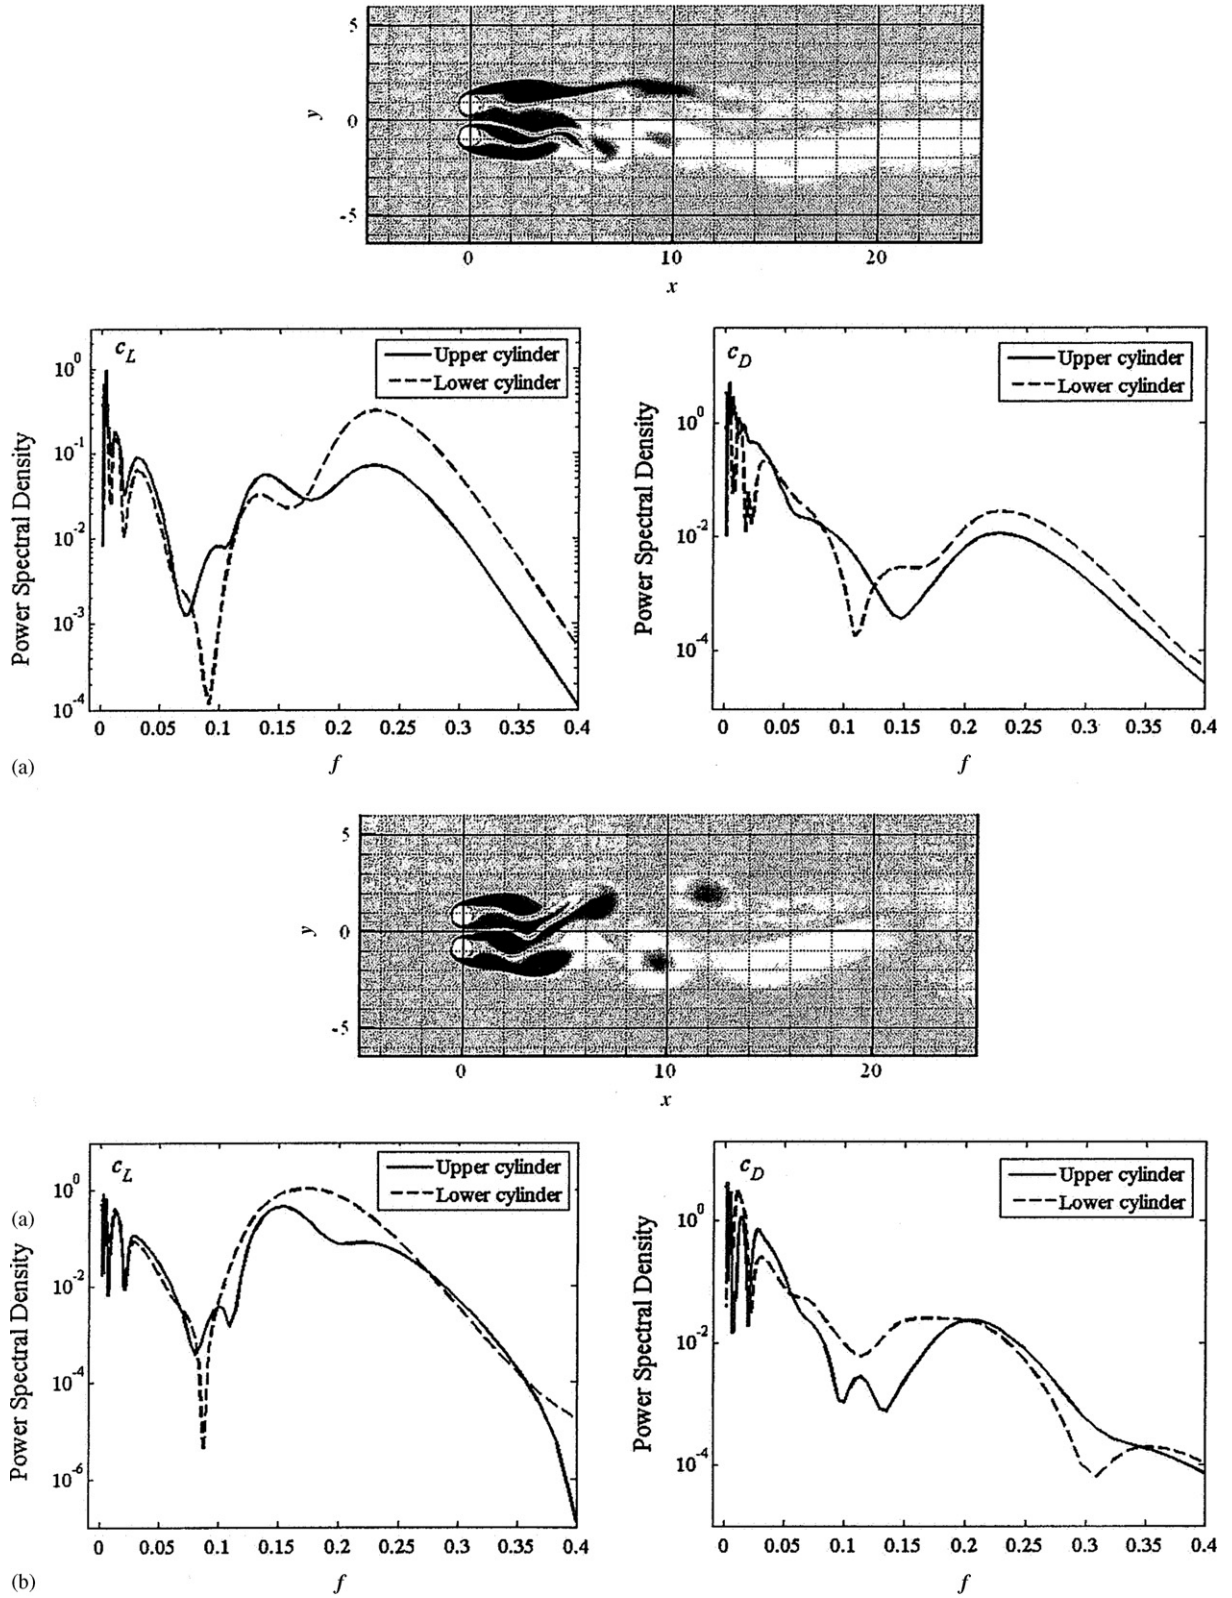 5
y
0
-5
0 10 20
x
c_L
Upper cylinder
Lower cylinder
Power Spectral Density
10^0
10^-1
10^-2
10^-3
10^-4
0 0.05 0.1 0.15 0.2 0.25 0.3 0.35 0.4
f
c_D
Upper cylinder
Lower cylinder
Power Spectral Density
10^0
10^-2
10^-4
0 0.05 0.1 0.15 0.2 0.25 0.3 0.35 0.4
f
(a)
5
y
0
-5
0 10 20
x
c_L
Upper cylinder
Lower cylinder
(a)
Power Spectral Density
10^0
10^-2
10^-4
10^-6
0 0.05 0.1 0.15 0.2 0.25 0.3 0.35 0.4
f
c_D
Upper cylinder
Lower cylinder
Power Spectral Density
10^0
10^-2
10^-4
0 0.05 0.1 0.15 0.2 0.25 0.3 0.35 0.4
f
(b)